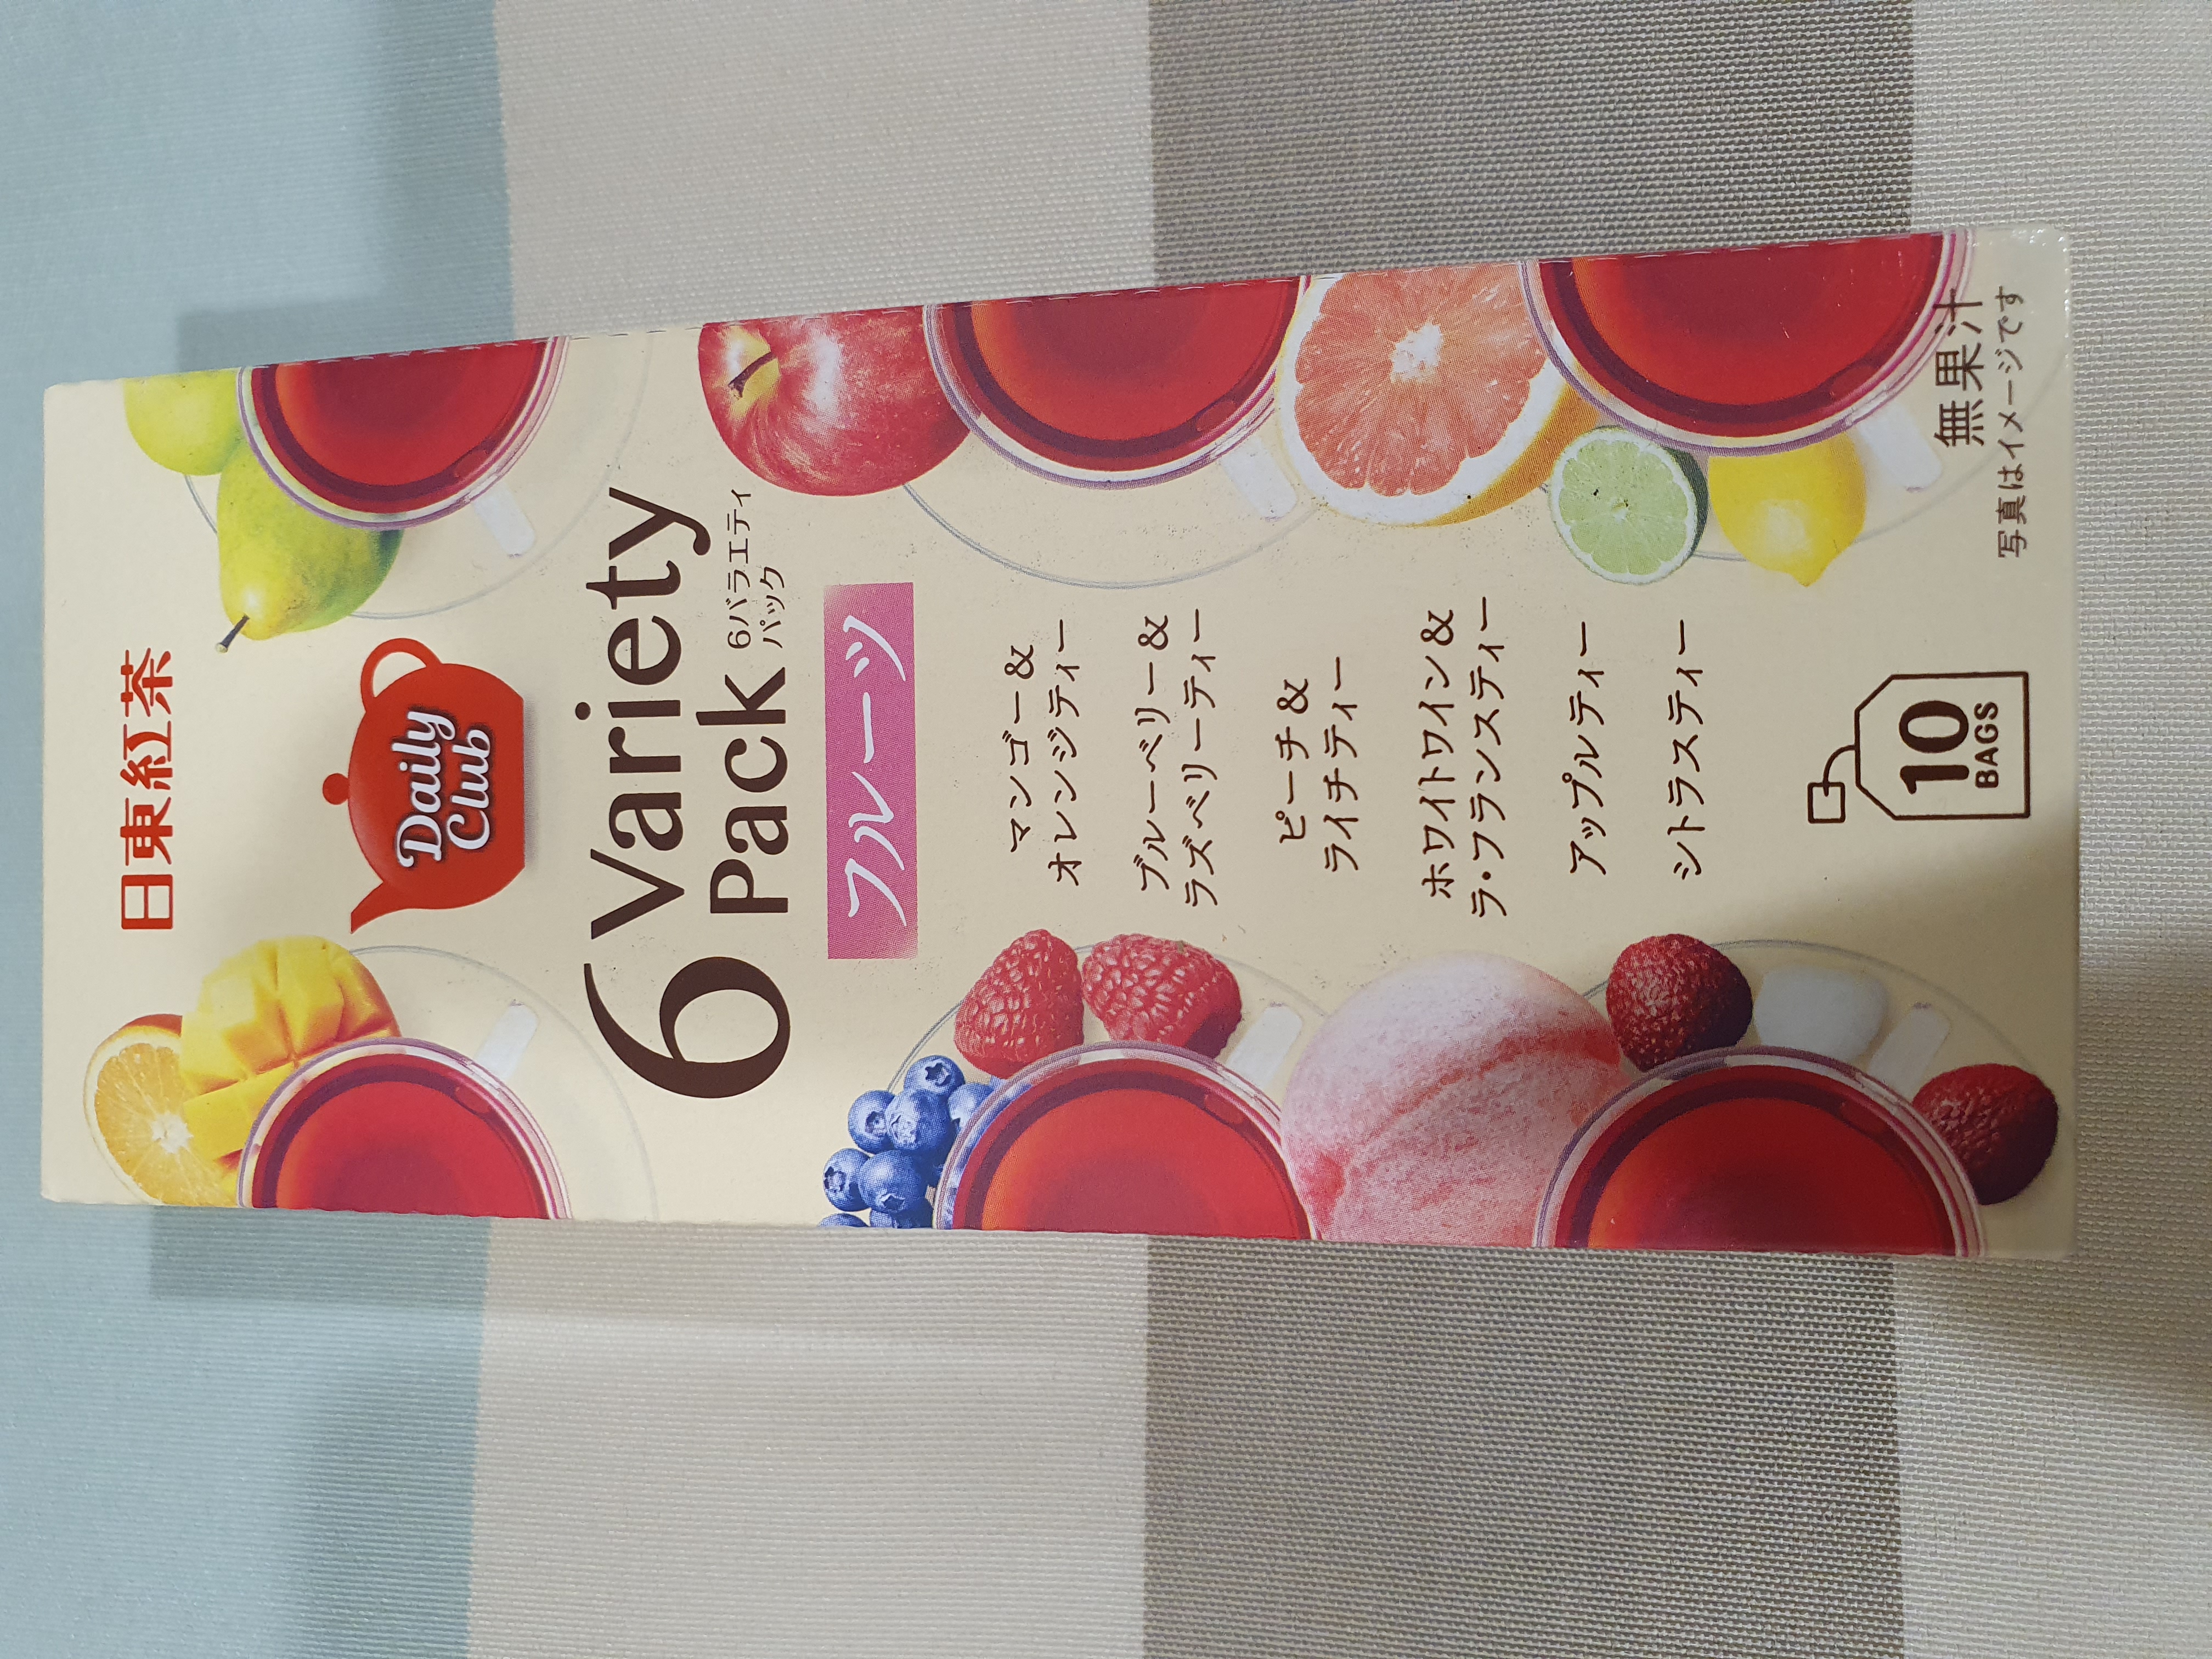 日東紅茶
Daily
Club
6 Variety
Pack 6バラエティ
パック
フルーツ
マンゴー&
オレンジティー
ブルーベリー&
ラズベリーティー
ピーチ&
ライチティー
ホワイトワイン&
ラ・フランスティー
アップルティー
シトラスティー
10
BAGS
無果汁
写真はイメージです